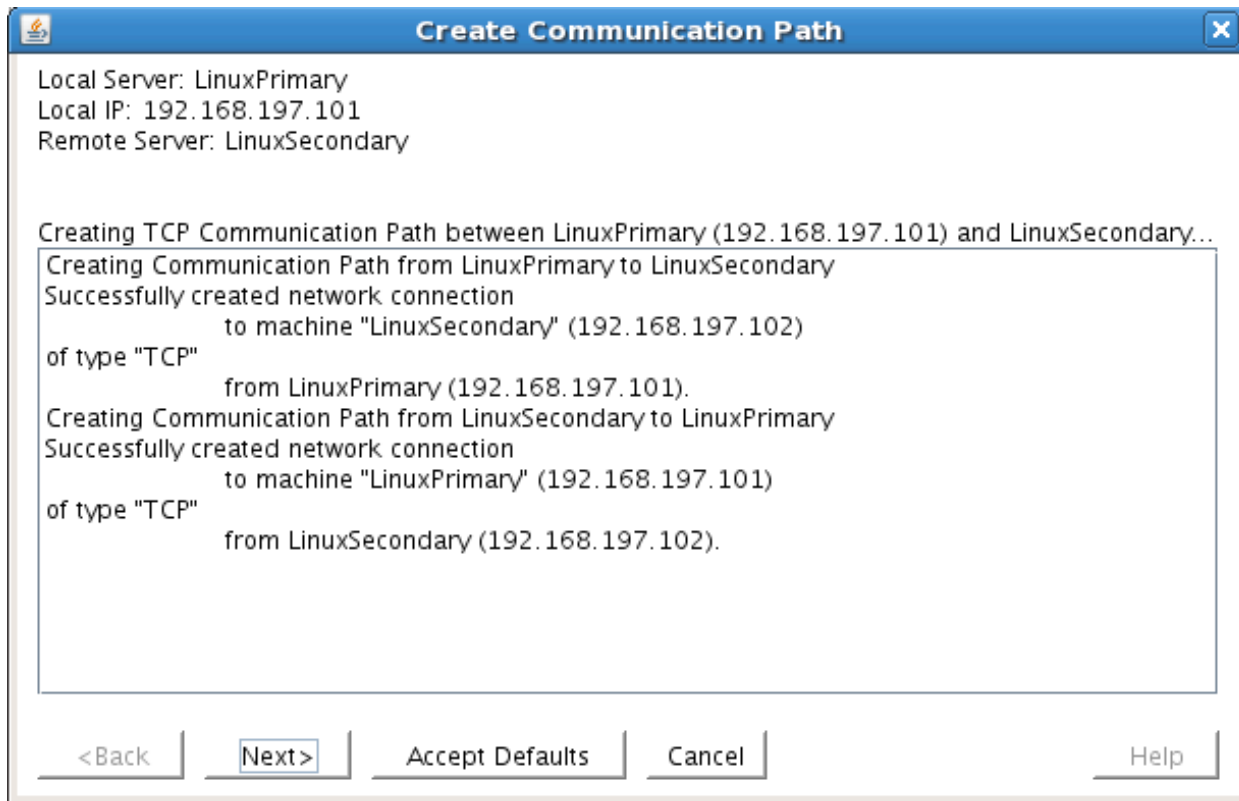 Create Communication Path
Local Server: LinuxPrimary
Local IP: 192.168.197.101
Remote Server: LinuxSecondary
Creating TCP Communication Path between LinuxPrimary (192.168.197.101) and LinuxSecondary...
Creating Communication Path from LinuxPrimary to LinuxSecondary
Successfully created network connection
to machine "LinuxSecondary" (192.168.197.102)
of type "TCP"
from LinuxPrimary (192.168.197.101).
Creating Communication Path from LinuxSecondary to LinuxPrimary
Successfully created network connection
to machine "LinuxPrimary" (192.168.197.101)
of type "TCP"
from LinuxSecondary (192.168.197.102).
<Back Next> Accept Defaults Cancel Help